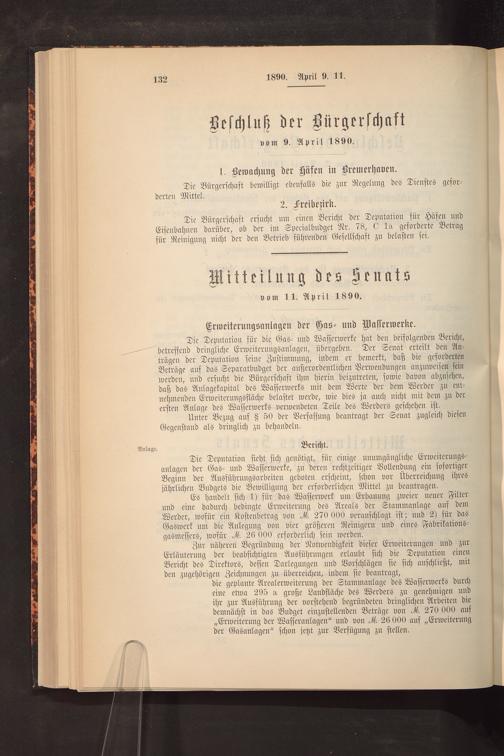 132
1890. April 9. 11.
Beschluß der Bürgerschaft
vom 9. April 1890.
1. Bewachung der Häfen in Bremerhaven.
Die Bürgerschaft bewilligt ebenfalls die zur Regelung des Dienstes gefor-
derten Mittel.
2. Freibezirk.
Die Bürgerschaft ersucht um einen Bericht der Deputation für Häfen und
Eisenbahnen darüber, ob der im Specialbudget Nr. 78, C 1a geforderte Betrag
für Reinigung nicht der den Betrieb führenden Gesellschaft zu belasten sei.
Mitteilung des Senats
vom 11. April 1890.
Erweiterungsanlagen der Gas- und Wasserwerke.
Die Deputation für die Gas- und Wasserwerke hat den beifolgenden Bericht,
betreffend dringliche Erweiterungsanlagen, übergeben. Der Senat erteilt den An-
trägen der Deputation seine Zustimmung, indem er bemerkt, daß die geforderten
Beträge auf das Separatbudget der außerordentlichen Verwendungen anzuweisen sein
werden, und ersucht die Bürgerschaft ihm hierin beizutreten, sowie davon abzusehen,
daß das Anlagekapital des Wasserwerks mit dem Werte der dem Werder zu ent-
nehmenden Erweiterungsfläche belastet werde, wie dies ja auch nicht mit dem zu der
ersten Anlage des Wasserwerks verwendeten Teile des Werders geschehen ist.
Unter Bezug auf § 50 der Verfassung beantragt der Senat zugleich diesen
Gegenstand als dringlich zu behandeln.
Anlage.
Bericht.
Die Deputation sieht sich genötigt, für einige unumgängliche Erweiterungs-
anlagen der Gas- und Wasserwerke, zu deren rechtzeitiger Vollendung ein sofortiger
Beginn der Ausführungsarbeiten geboten erscheint, schon vor Überreichung ihres
jährlichen Budgets die Bewilligung der erforderlichen Mittel zu beantragen.
Es handelt sich 1) für das Wasserwerk um Erbauung zweier neuer Filter
und eine dadurch bedingte Erweiterung des Areals der Stammanlage auf dem
Werder, wofür ein Kostenbetrag von M. 270 000 veranschlagt ist; und 2) für das
Gaswerk um die Anlegung von vier größeren Reinigern und eines Fabrikations-
gasmessers, wofür M. 26 000 erforderlich sein werden.
Zur näheren Begründung der Notwendigkeit dieser Erweiterungen und zur
Erläuterung der beabsichtigten Ausführungen erlaubt sich die Deputation einen
Bericht des Direktors, dessen Darlegungen und Vorschlägen sie sich anschließt, mit
den zugehörigen Zeichnungen zu überreichen, indem sie beantragt,
die geplante Arealerweiterung der Stammanlage des Wasserwerks durch
eine etwa 295 a große Landfläche des Werders zu genehmigen und
ihr zur Ausführung der vorstehend begründeten dringlichen Arbeiten die
demnächst in das Budget einzustellenden Beträge von M. 270 000 auf
„Erweiterung der Wasseranlagen“ und von M. 26 000 auf „Erweiterung
der Gasanlagen“ schon jetzt zur Verfügung zu stellen.